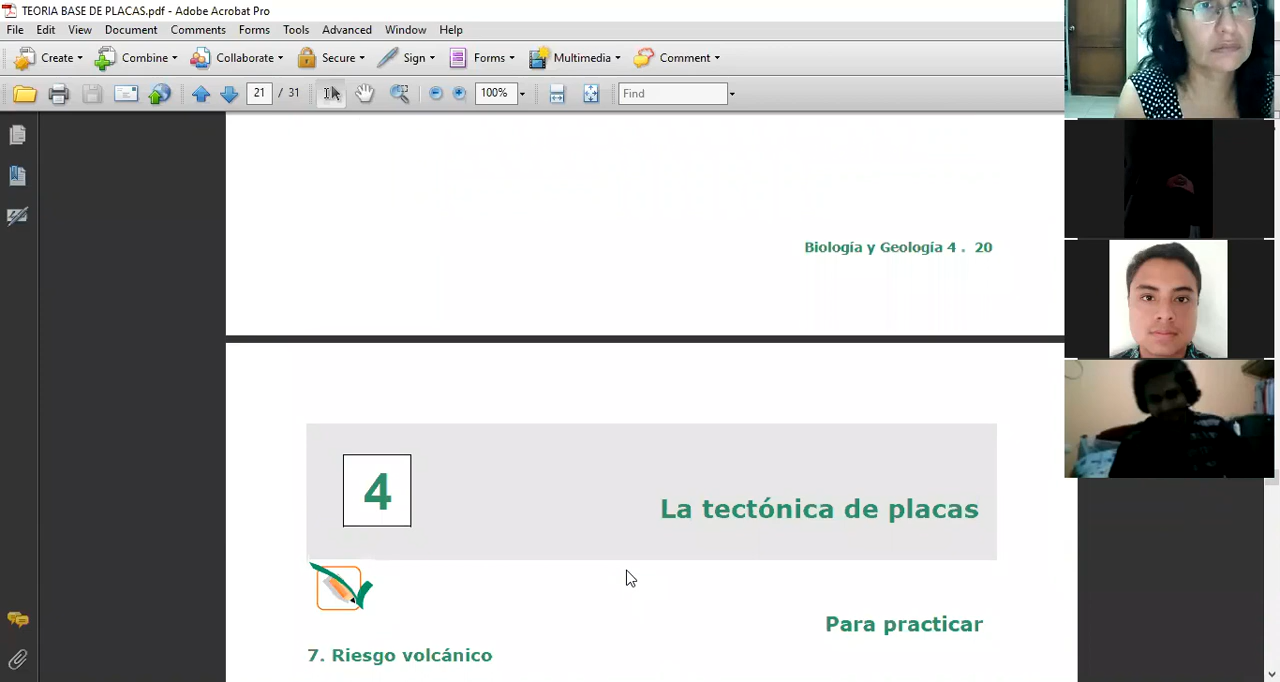 TEORIA BASE DE PLACAS.pdf - Adobe Acrobat Pro
File Edit View Document Comments Forms Tools Advanced Window Help
Create Combine Collaborate Secure Sign Forms Multimedia Comment
21 / 31 100% Find
Biología y Geología 4 . 20
4
La tectónica de placas
Para practicar
7. Riesgo volcánico